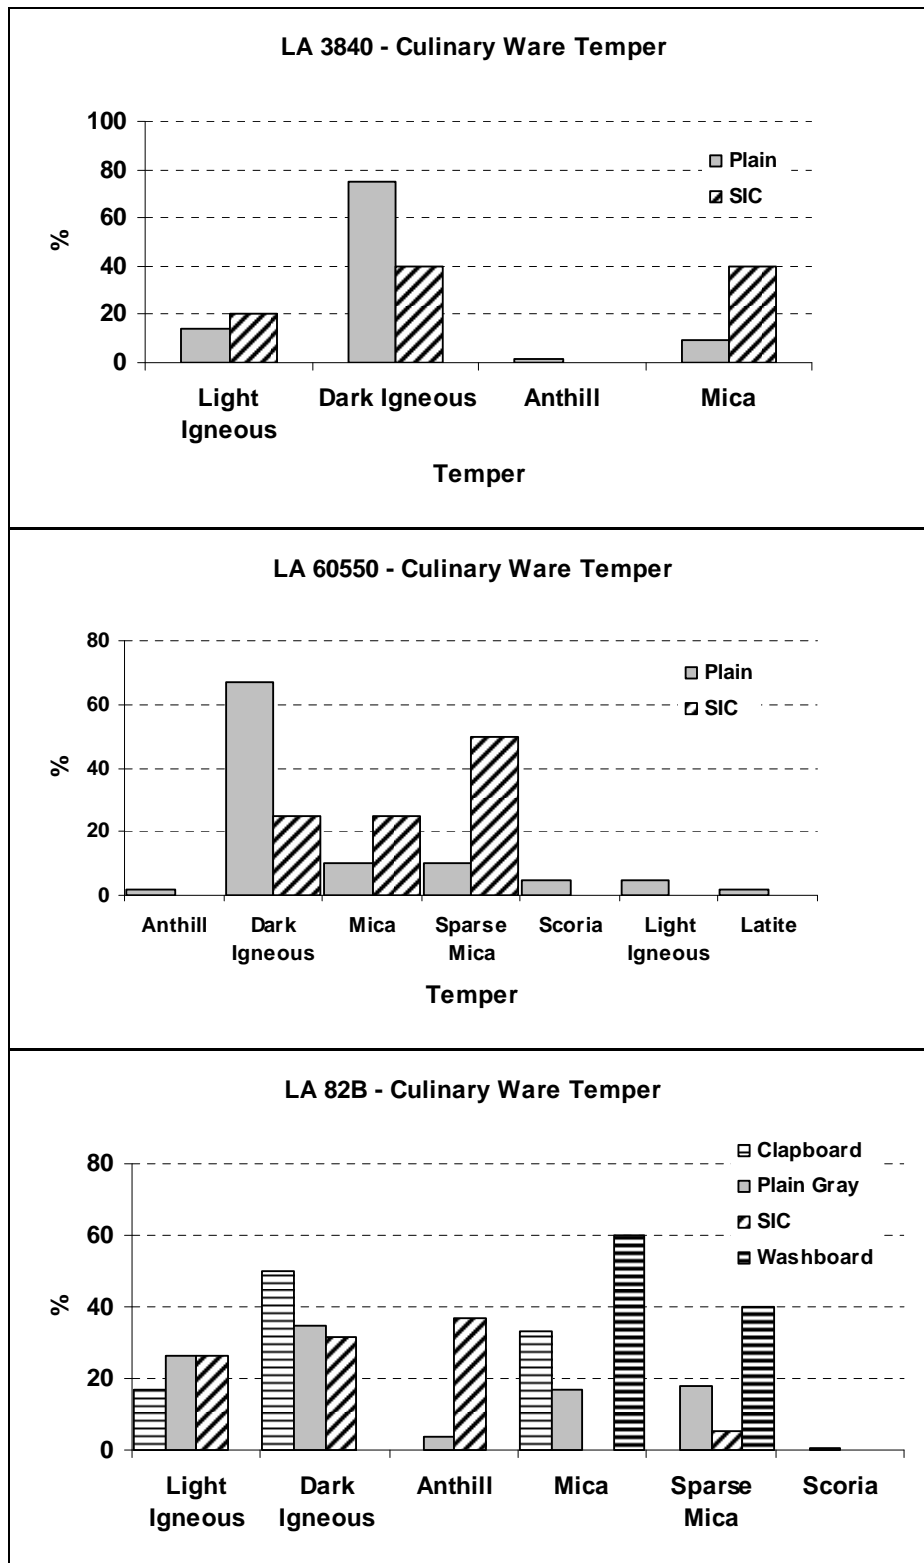 LA 3840 - Culinary Ware Temper
100
80
60
40
20
0
%
Plain
SIC
Light Igneous
Dark Igneous
Anthill
Mica
Temper
LA 60550 - Culinary Ware Temper
80
60
40
20
0
%
Plain
SIC
Anthill
Dark Igneous
Mica
Sparse Mica
Scoria
Light Igneous
Latite
Temper
LA 82B - Culinary Ware Temper
80
60
40
20
0
%
Clapboard
Plain Gray
SIC
Washboard
Light Igneous
Dark Igneous
Anthill
Mica
Sparse Mica
Scoria